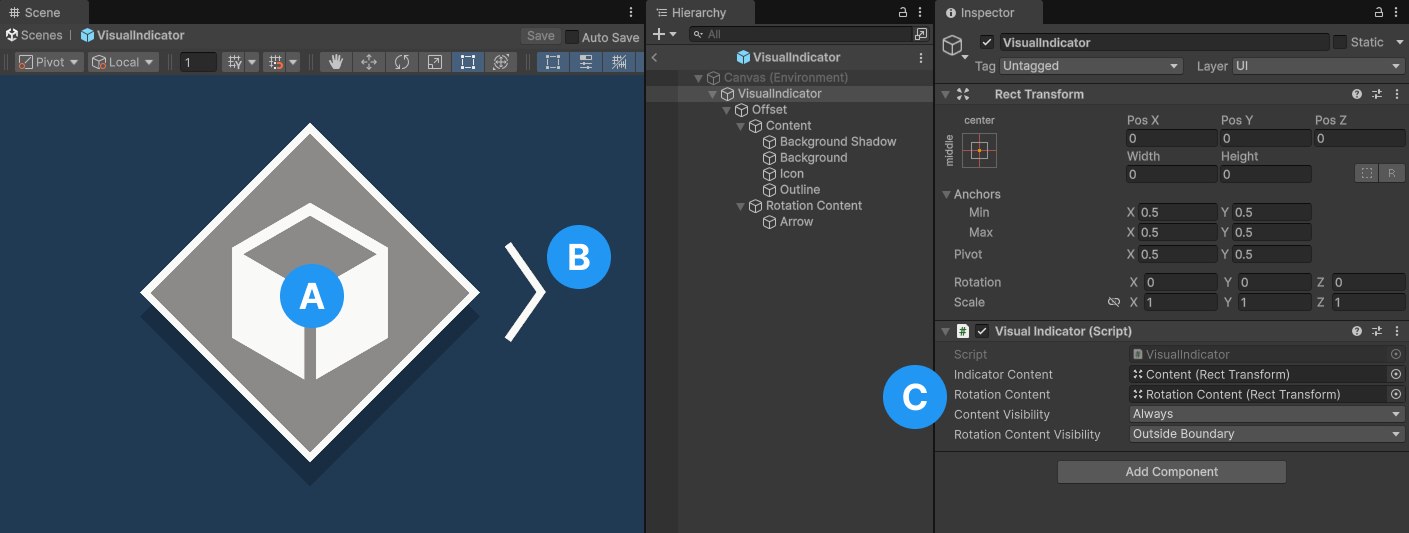 Scene
Scenes | VisualIndicator
Save Auto Save
Pivot Local 1
A
B
Hierarchy
All
VisualIndicator
Canvas (Environment)
VisualIndicator
Offset
Content
Background Shadow
Background
Icon
Outline
Rotation Content
Arrow
C
Inspector
VisualIndicator Static
Tag Untagged Layer UI
Rect Transform
center
middle
Pos X Pos Y Pos Z
0 0 0
Width Height
0 0
R
Anchors
Min X 0.5 Y 0.5
Max X 0.5 Y 0.5
Pivot X 0.5 Y 0.5
Rotation X 0 Y 0 Z 0
Scale X 1 Y 1 Z 1
# Visual Indicator (Script)
Script VisualIndicator
Indicator Content Content (Rect Transform)
Rotation Content Rotation Content (Rect Transform)
Content Visibility Always
Rotation Content Visibility Outside Boundary
Add Component